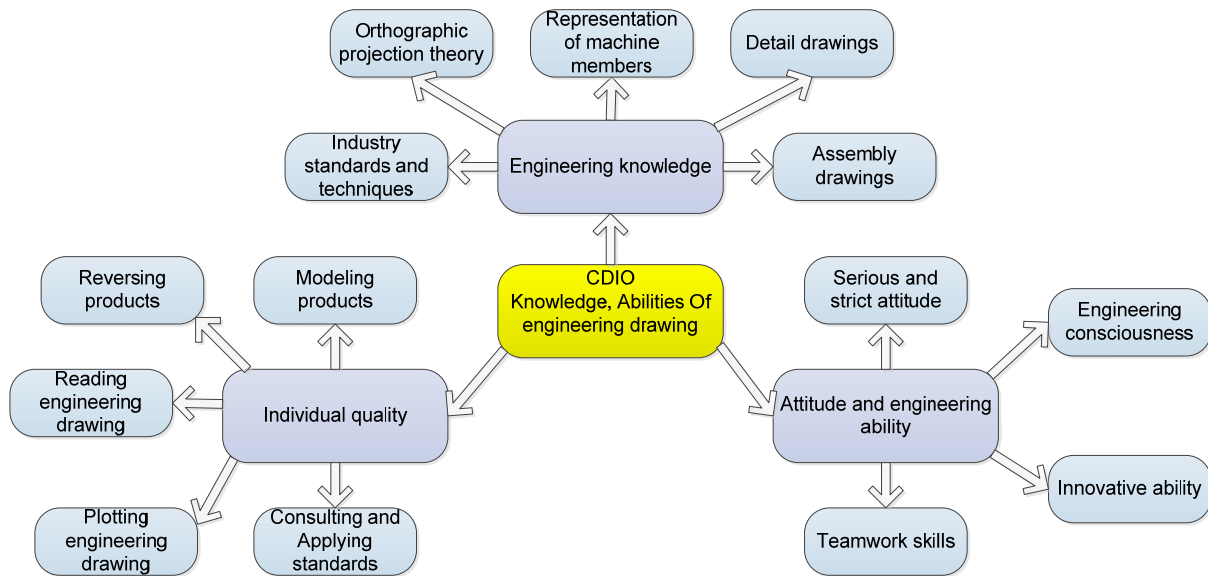 Orthographic
projection theory
Representation
of machine
members
Detail drawings
Industry
standards and
techniques
Engineering knowledge
Assembly
drawings
Reversing
products
Modeling
products
CDIO
Knowledge, Abilities Of
engineering drawing
Serious and
strict attitude
Engineering
consciousness
Reading
engineering
drawing
Individual quality
Attitude and engineering
ability
Plotting
engineering
drawing
Consulting and
Applying
standards
Teamwork skills
Innovative ability